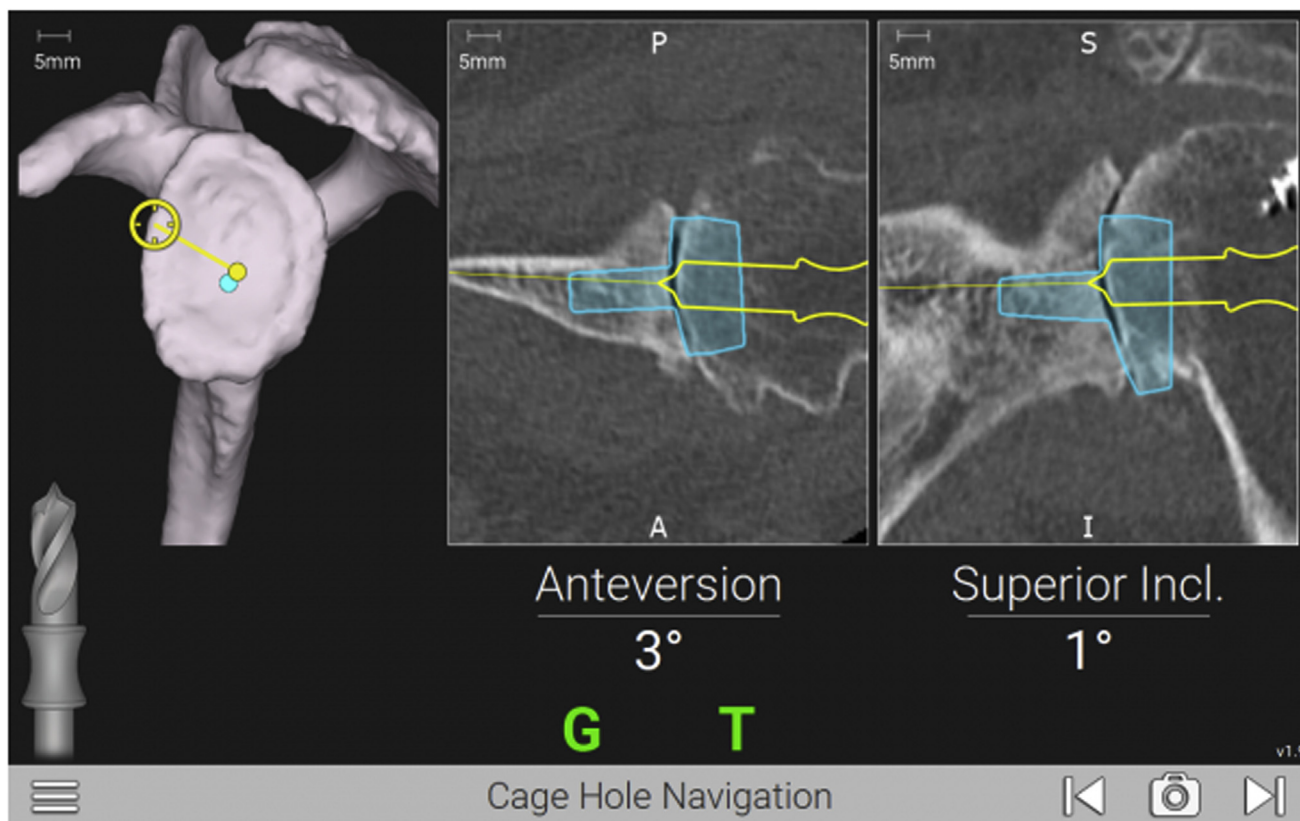 5mm
5mm
P
A
5mm
S
I
Anteversion
3°
Superior Incl.
1°
G T
Cage Hole Navigation